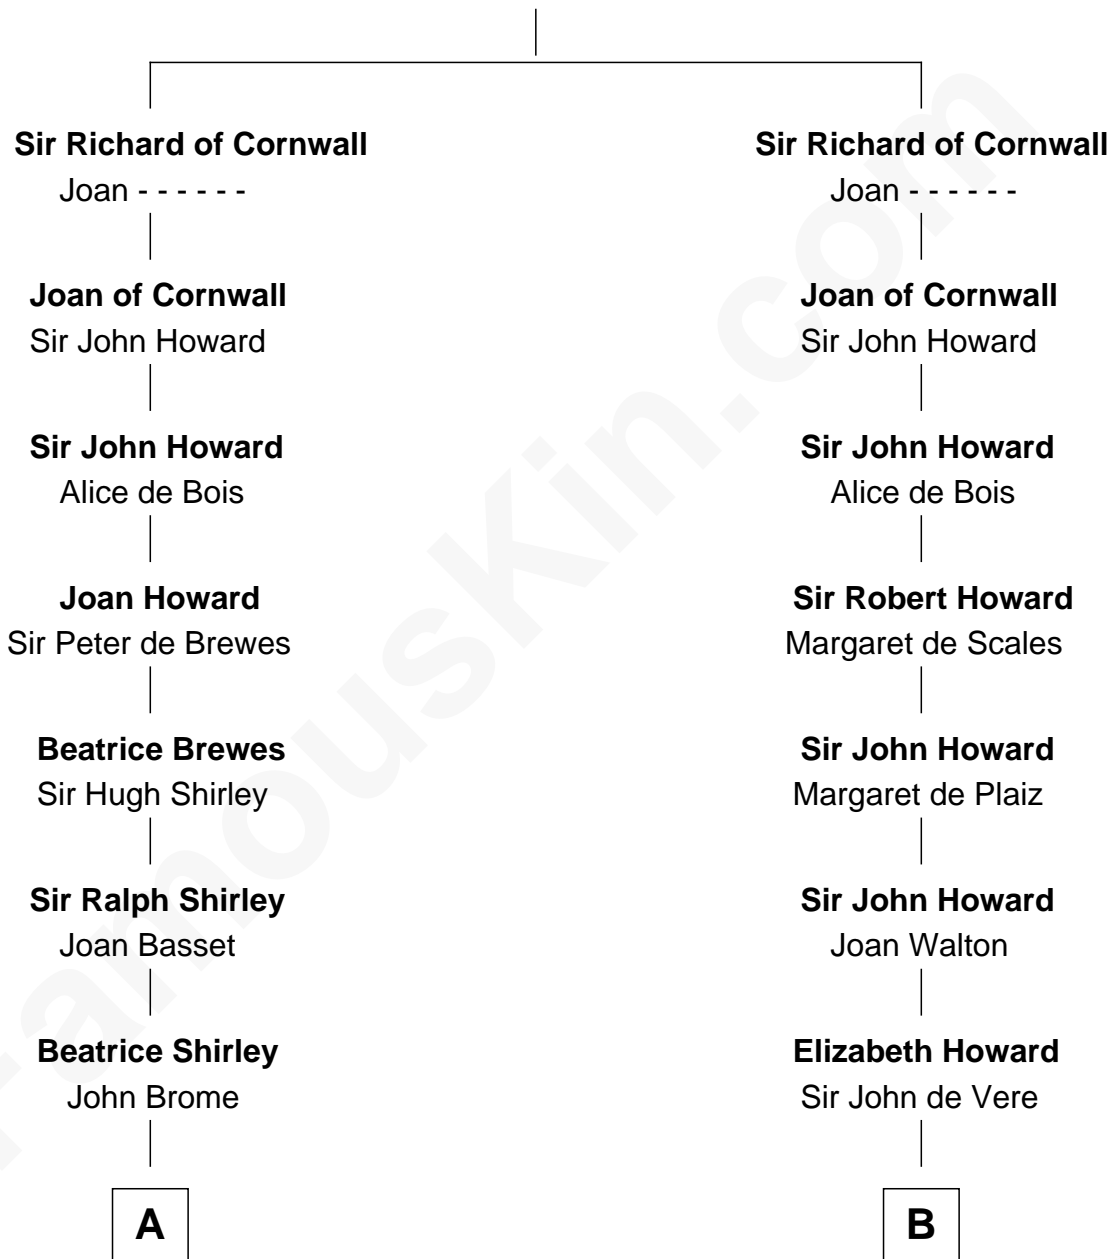 Sir Richard of Cornwall
Joan - - - - - -
Joan of Cornwall
Sir John Howard
Sir John Howard
Alice de Bois
Joan Howard
Sir Peter de Brewes
Beatrice Brewes
Sir Hugh Shirley
Sir Ralph Shirley
Joan Basset
Beatrice Shirley
John Brome
A
Sir Richard of Cornwall
Joan - - - - - -
Joan of Cornwall
Sir John Howard
Sir John Howard
Alice de Bois
Sir Robert Howard
Margaret de Scales
Sir John Howard
Margaret de Plaiz
Sir John Howard
Joan Walton
Elizabeth Howard
Sir John de Vere
B
FamousKin.com